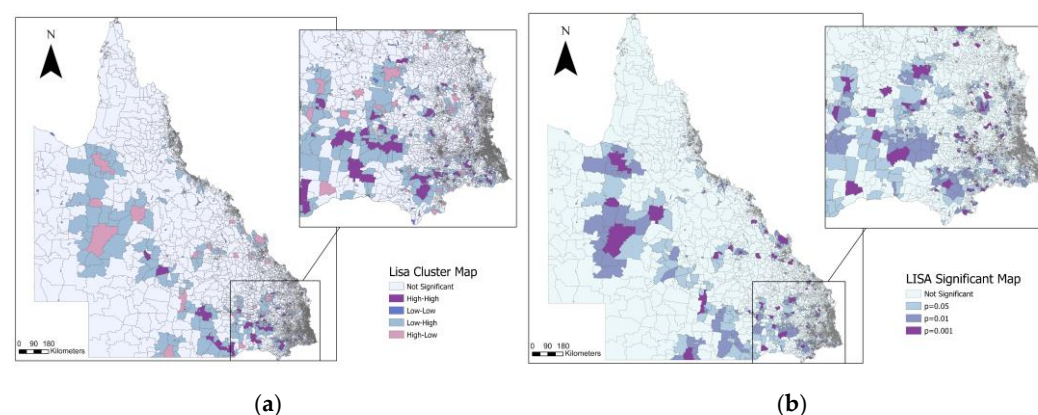 N
Lisa Cluster Map
Not Significant
High-High
Low-Low
Low-High
High-Low
0 90 180
Kilometers
(a)
N
LISA Significant Map
Not Significant
p=0.05
p=0.01
p=0.001
0 90 180
Kilometers
(b)